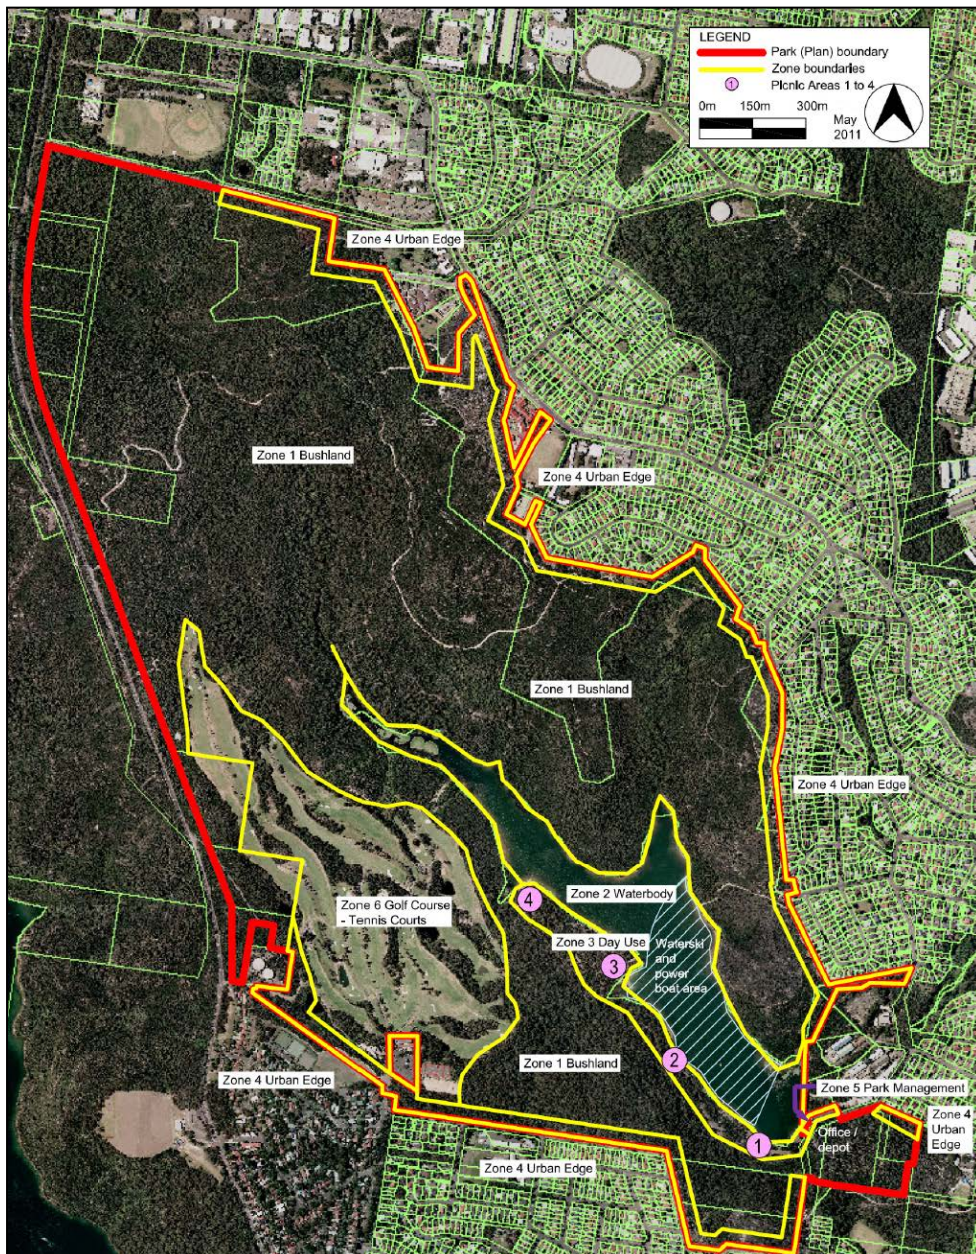 LEGEND
Park (Plan) boundary
Zone boundaries
1
Picnic Areas 1 to 4
0m 150m 300m
May
2011
Zone 4 Urban Edge
Zone 1 Bushland
Zone 4 Urban Edge
Zone 1 Bushland
Zone 4 Urban Edge
Zone 2 Waterbody
4
Zone 6 Golf Course
- Tennis Courts
Zone 3 Day Use
3
Waterski
and
power
boat area
2
Zone 1 Bushland
Zone 4 Urban Edge
Zone 5 Park Management
Zone 4
Urban
Edge
Office /
depot
1
Zone 4 Urban Edge